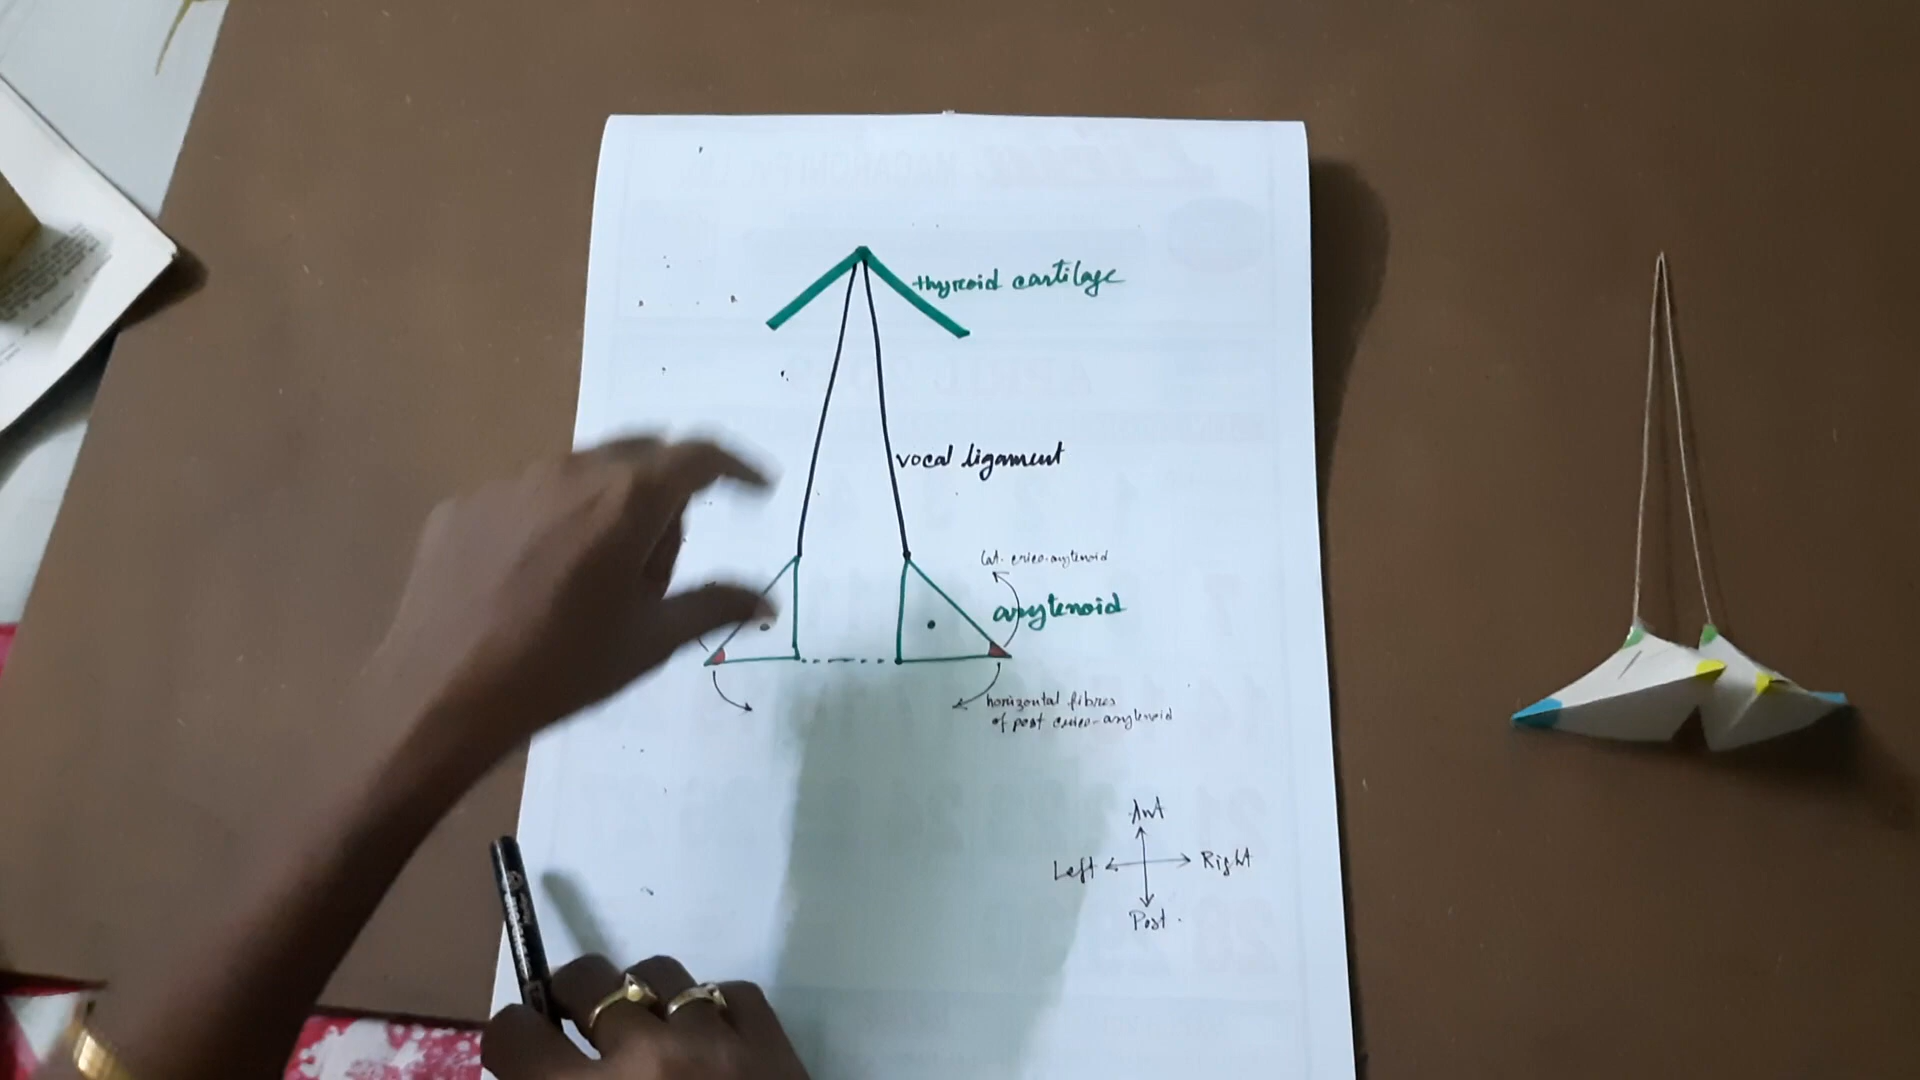 thyroid cartilage
vocal ligament
lat. crico-arytenoid
arytenoid
horizontal fibres
of post crico-arytenoid
Ant
Left
Right
Post.